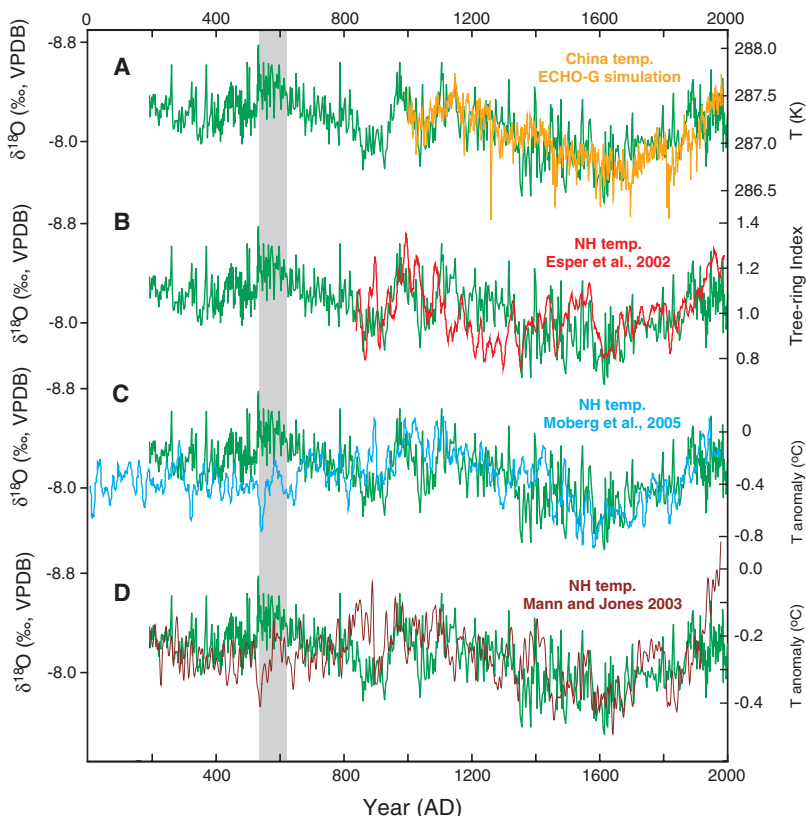 0 400 800 1200 1600 2000
A
China temp.
ECHO-G simulation
-8.8
-8.0
δ18O (‰, VPDB)
288.0
287.5
287.0
286.5
T (K)
B
NH temp.
Esper et al., 2002
-8.8
-8.0
δ18O (‰, VPDB)
1.4
1.2
1.0
0.8
Tree-ring Index
C
NH temp.
Moberg et al., 2005
-8.8
-8.0
δ18O (‰, VPDB)
0
-0.4
-0.8
T anomaly (ºC)
D
NH temp.
Mann and Jones 2003
-8.8
-8.0
δ18O (‰, VPDB)
0.0
-0.2
-0.4
T anomaly (ºC)
0 400 800 1200 1600 2000
Year (AD)